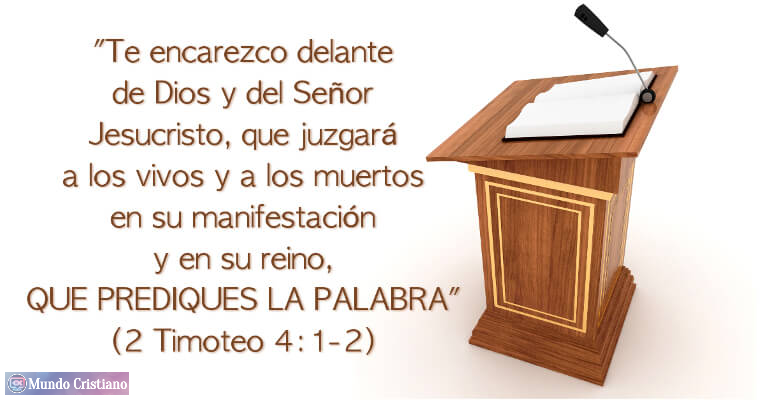 "Te encarezco delante
de Dios y del Señor
Jesucristo, que juzgará
a los vivos y a los muertos
en su manifestación
y en su reino,
QUE PREDIQUES LA PALABRA"
(2 Timoteo 4:1-2)
Mundo Cristiano